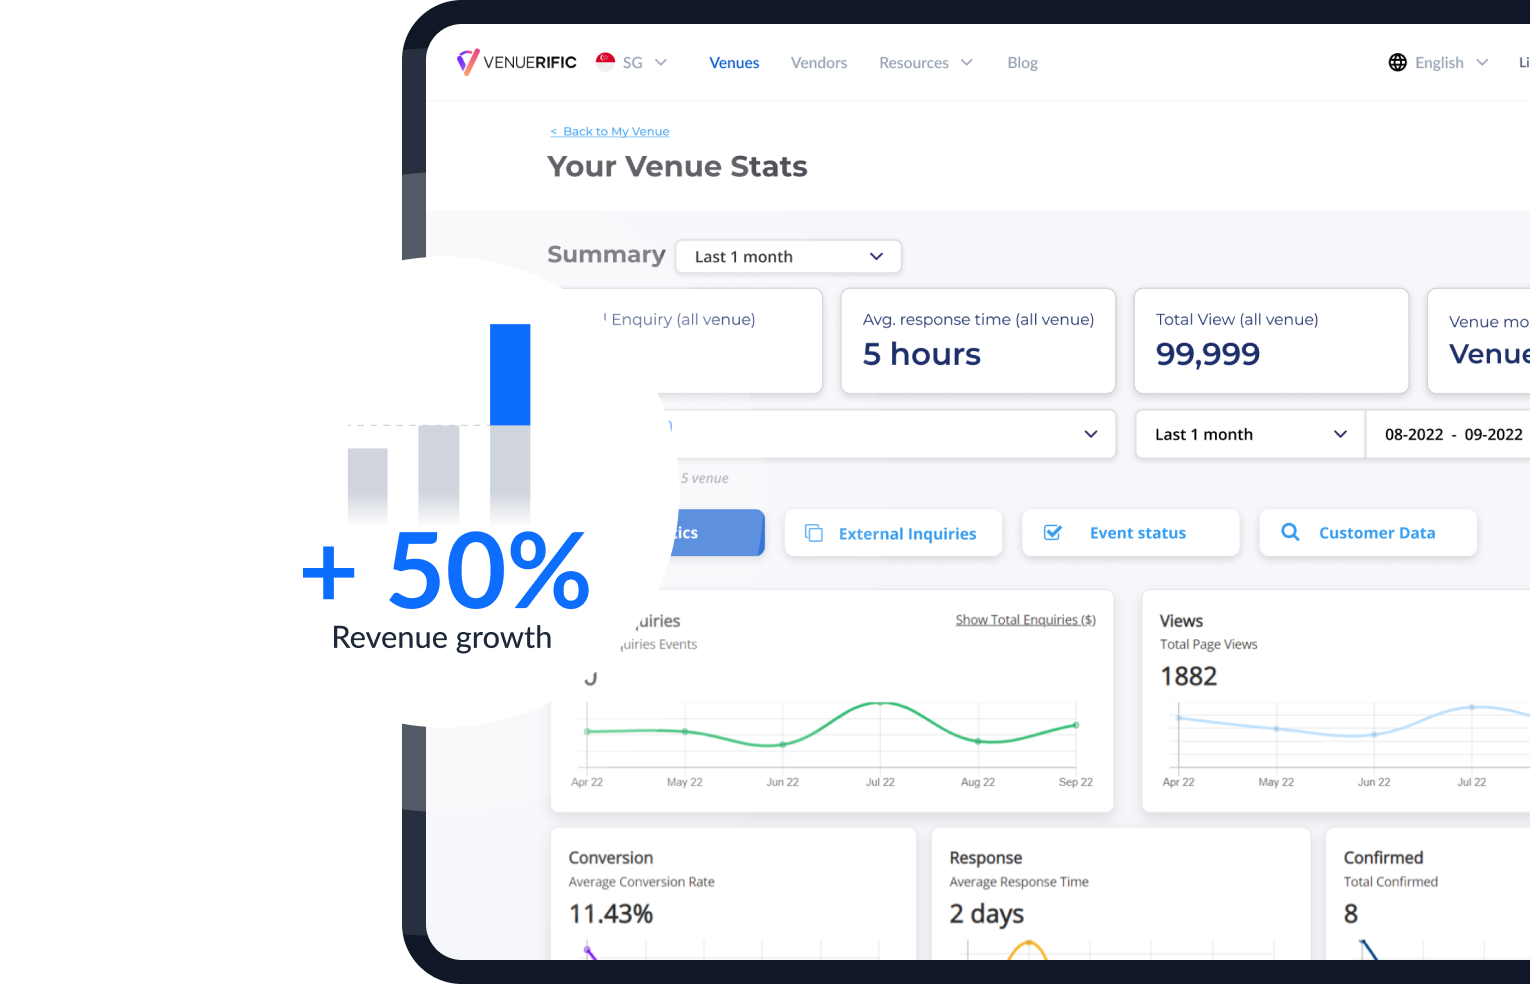 VENUERIFIC SG Venues Vendors Resources Blog English
< Back to My Venue
Your Venue Stats
Summary Last 1 month
Enquiry (all venue)
Avg. response time (all venue)
5 hours
Total View (all venue)
99,999
Venue
Venue
Last 1 month 08-2022 - 09-2022
5 venue
External Inquiries Event status Customer Data
+ 50%
Revenue growth
Show Total Enquiries ($)
Events
Apr 22 May 22 Jun 22 Jul 22 Aug 22 Sep 22
Views
Total Page Views
1882
Apr 22 May 22 Jun 22 Jul 22
Conversion
Average Conversion Rate
11.43%
Response
Average Response Time
2 days
Confirmed
Total Confirmed
8